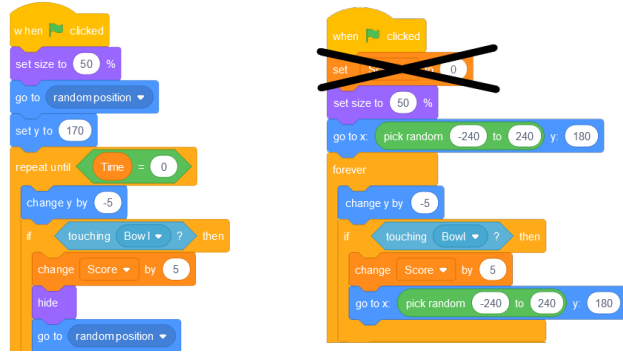 when clicked
set size to 50 %
go to random position
set y to 170
repeat until Time = 0
change y by -5
if touching Bowl ? then
change Score by 5
hide
go to random position
when clicked
set to 0
set size to 50 %
go to x: pick random -240 to 240 y: 180
forever
change y by -5
if touching Bowl ? then
change Score by 5
go to x: pick random -240 to 240 y: 180